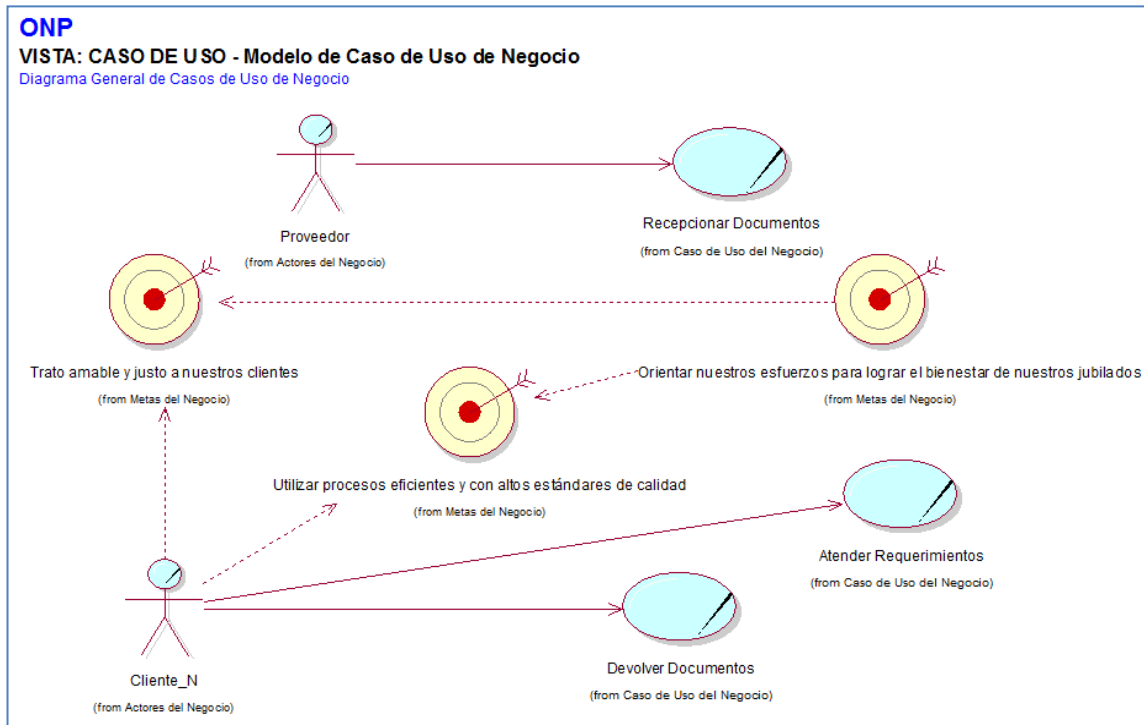 ONP
VISTA: CASO DE USO - Modelo de Caso de Uso de Negocio
Diagrama General de Casos de Uso de Negocio
Proveedor
(from Actores del Negocio)
Recepcionar Documentos
(from Caso de Uso del Negocio)
Trato amable y justo a nuestros clientes
(from Metas del Negocio)
Orientar nuestros esfuerzos para lograr el bienestar de nuestros jubilados
(from Metas del Negocio)
Utilizar procesos eficientes y con altos estándares de calidad
(from Metas del Negocio)
Atender Requerimientos
(from Caso de Uso del Negocio)
Devolver Documentos
(from Caso de Uso del Negocio)
Cliente_N
(from Actores del Negocio)